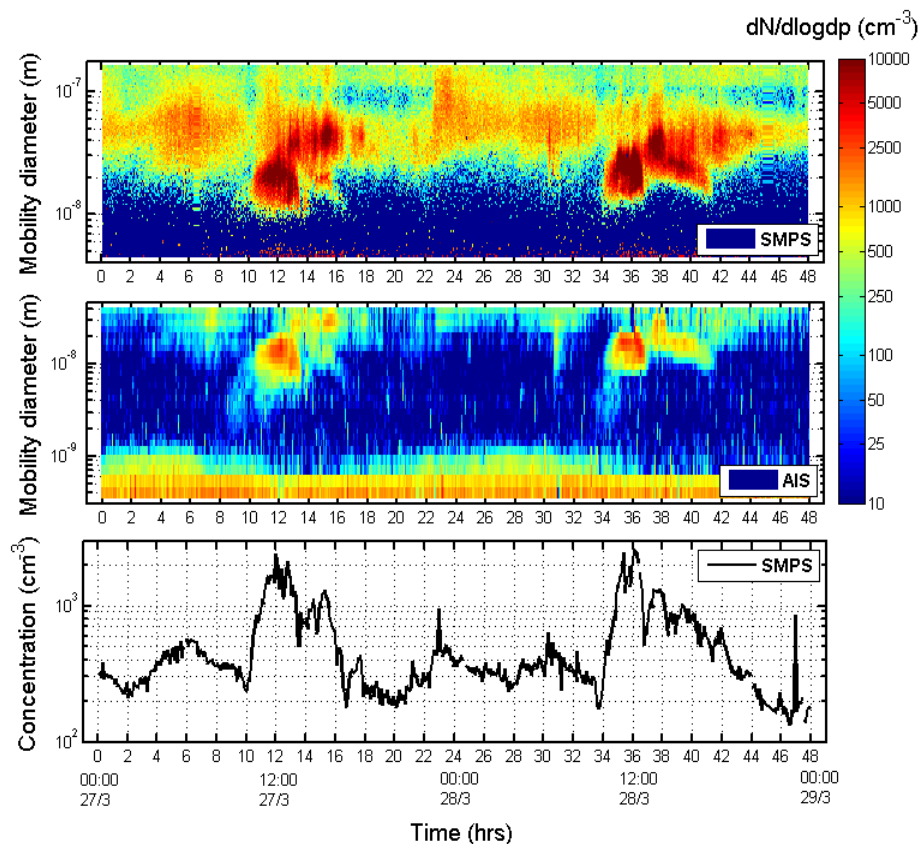 dN/dlogdp (cm-3)
Mobility diameter (m)
10-7
10-8
SMPS
0 2 4 6 8 10 12 14 16 18 20 22 24 26 28 30 32 34 36 38 40 42 44 46 48
10000
5000
2500
1000
500
250
100
50
25
10
Mobility diameter (m)
10-8
10-9
AIS
0 2 4 6 8 10 12 14 16 18 20 22 24 26 28 30 32 34 36 38 40 42 44 46 48
Concentration (cm-3)
103
102
SMPS
0 2 4 6 8 10 12 14 16 18 20 22 24 26 28 30 32 34 36 38 40 42 44 46 48
00:00 12:00 00:00 12:00 00:00
27/3 27/3 28/3 28/3 29/3
Time (hrs)